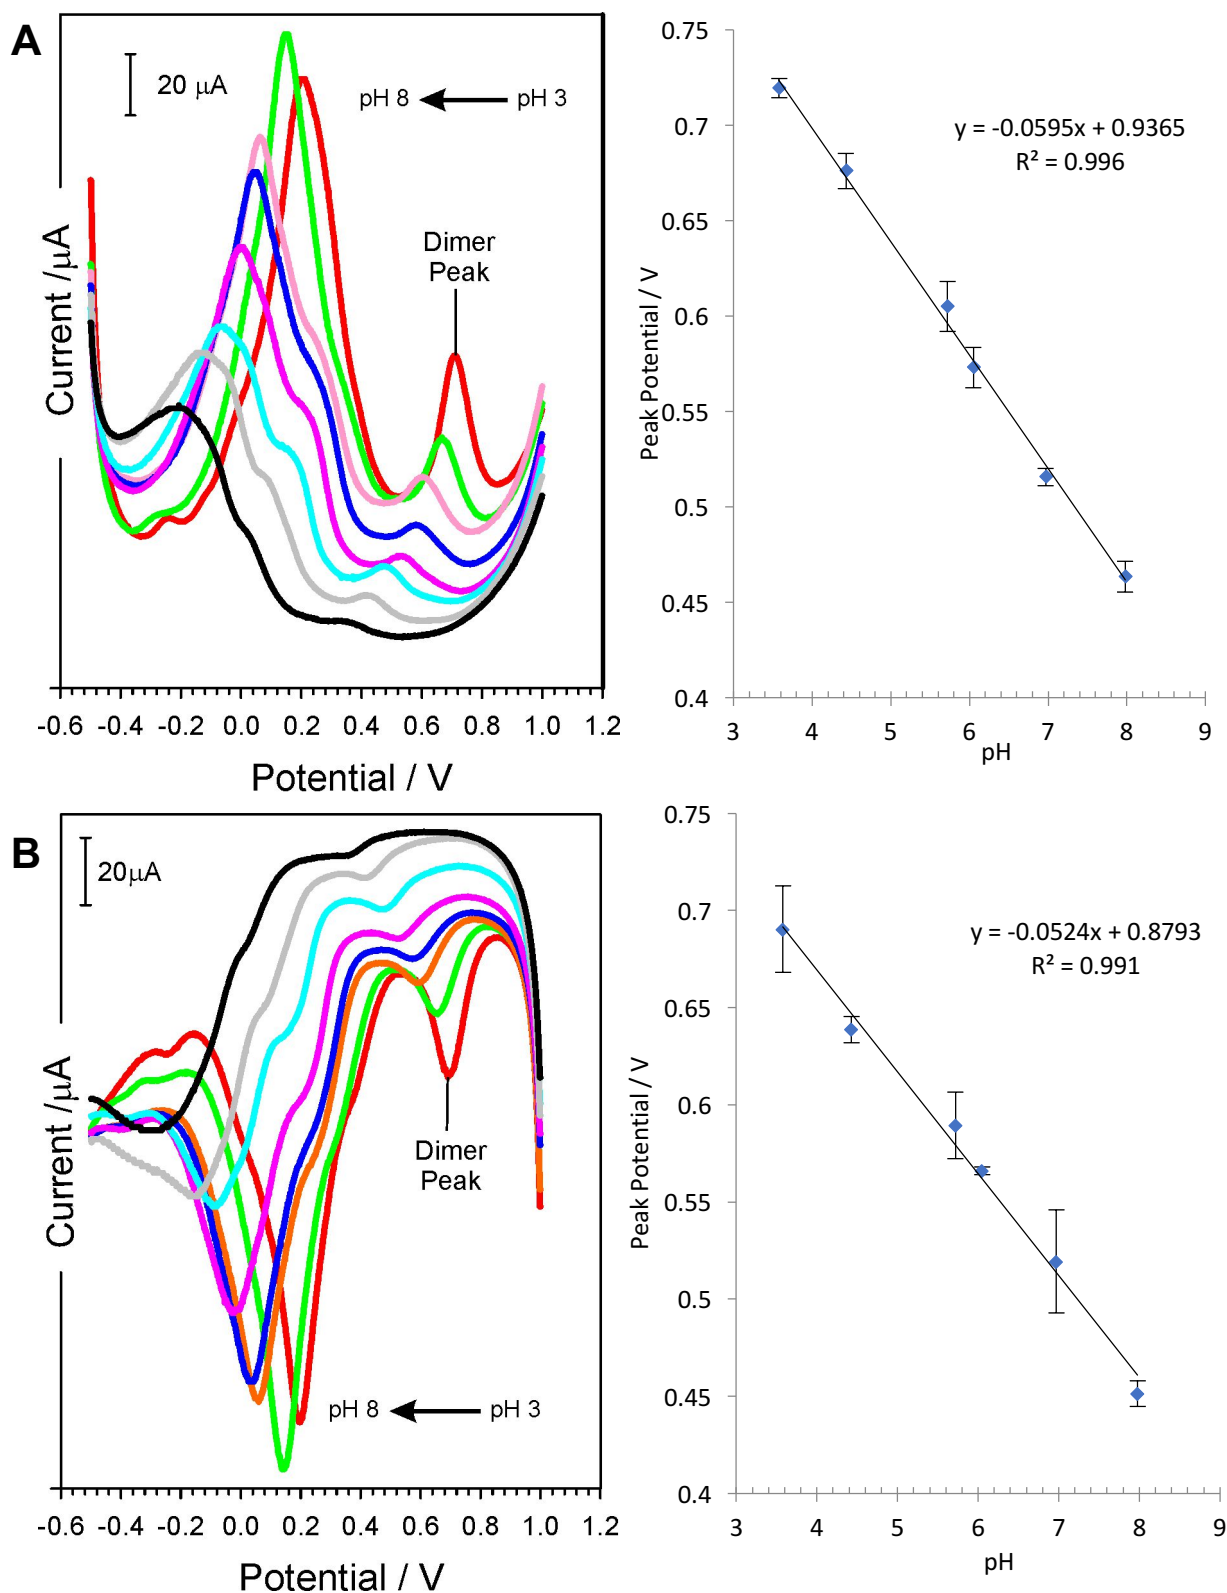 A
20 μA
pH 8
pH 3
Dimer
Peak
Current /μA
-0.6 -0.4 -0.2 0.0 0.2 0.4 0.6 0.8 1.0 1.2
Potential / V
0.75
0.7
0.65
0.6
0.55
0.5
0.45
0.4
Peak Potential / V
y = -0.0595x + 0.9365
R² = 0.996
3 4 5 6 7 8 9
pH
B
20μA
Dimer
Peak
pH 8
pH 3
Current /μA
-0.6 -0.4 -0.2 0.0 0.2 0.4 0.6 0.8 1.0 1.2
Potential / V
0.75
0.7
0.65
0.6
0.55
0.5
0.45
0.4
Peak Potential / V
y = -0.0524x + 0.8793
R² = 0.991
3 4 5 6 7 8 9
pH